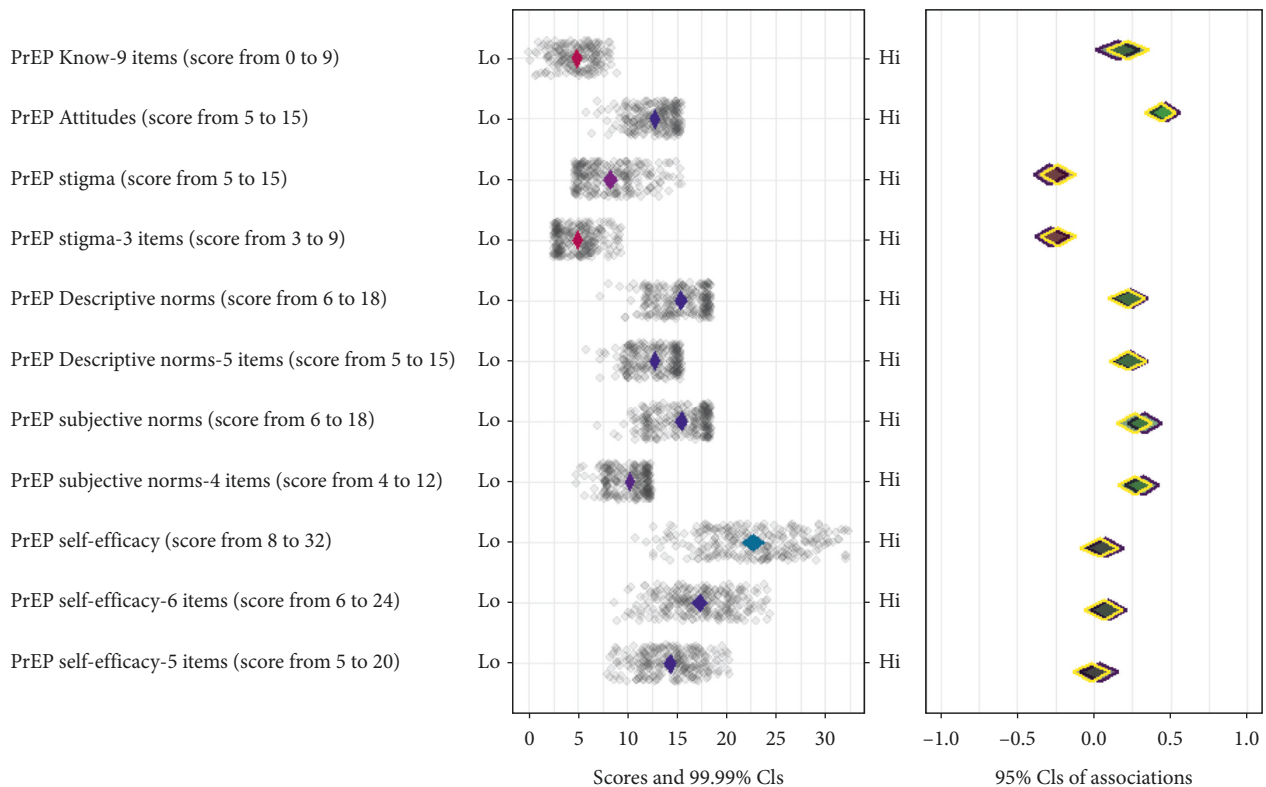 PrEP Know-9 items (score from 0 to 9) Lo Hi
PrEP Attitudes (score from 5 to 15) Lo Hi
PrEP stigma (score from 5 to 15) Lo Hi
PrEP stigma-3 items (score from 3 to 9) Lo Hi
PrEP Descriptive norms (score from 6 to 18) Lo Hi
PrEP Descriptive norms-5 items (score from 5 to 15) Lo Hi
PrEP subjective norms (score from 6 to 18) Lo Hi
PrEP subjective norms-4 items (score from 4 to 12) Lo Hi
PrEP self-efficacy (score from 8 to 32) Lo Hi
PrEP self-efficacy-6 items (score from 6 to 24) Lo Hi
PrEP self-efficacy-5 items (score from 5 to 20) Lo Hi
0 5 10 15 20 25 30 –1.0 –0.5 0.0 0.5 1.0
Scores and 99.99% CIs 95% CIs of associations